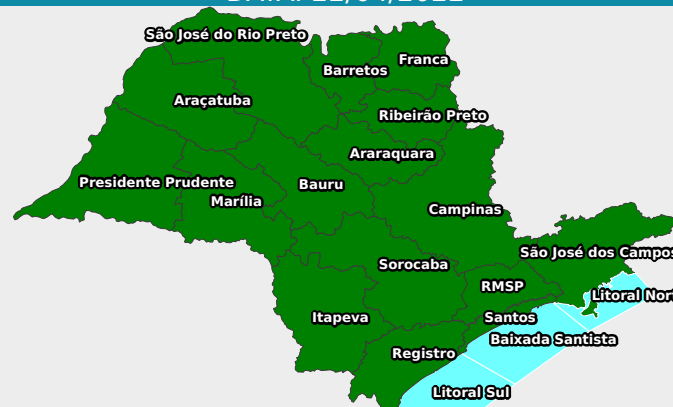 São José do Rio Preto
Franca
Barretos
Araçatuba
Ribeirão Preto
Araraquara
Presidente Prudente
Bauru
Marília
Campinas
São José dos Campos
Sorocaba
RMSP
Litoral Nort
Itapeva
Santos
Baixada Santista
Registro
Litoral Sul